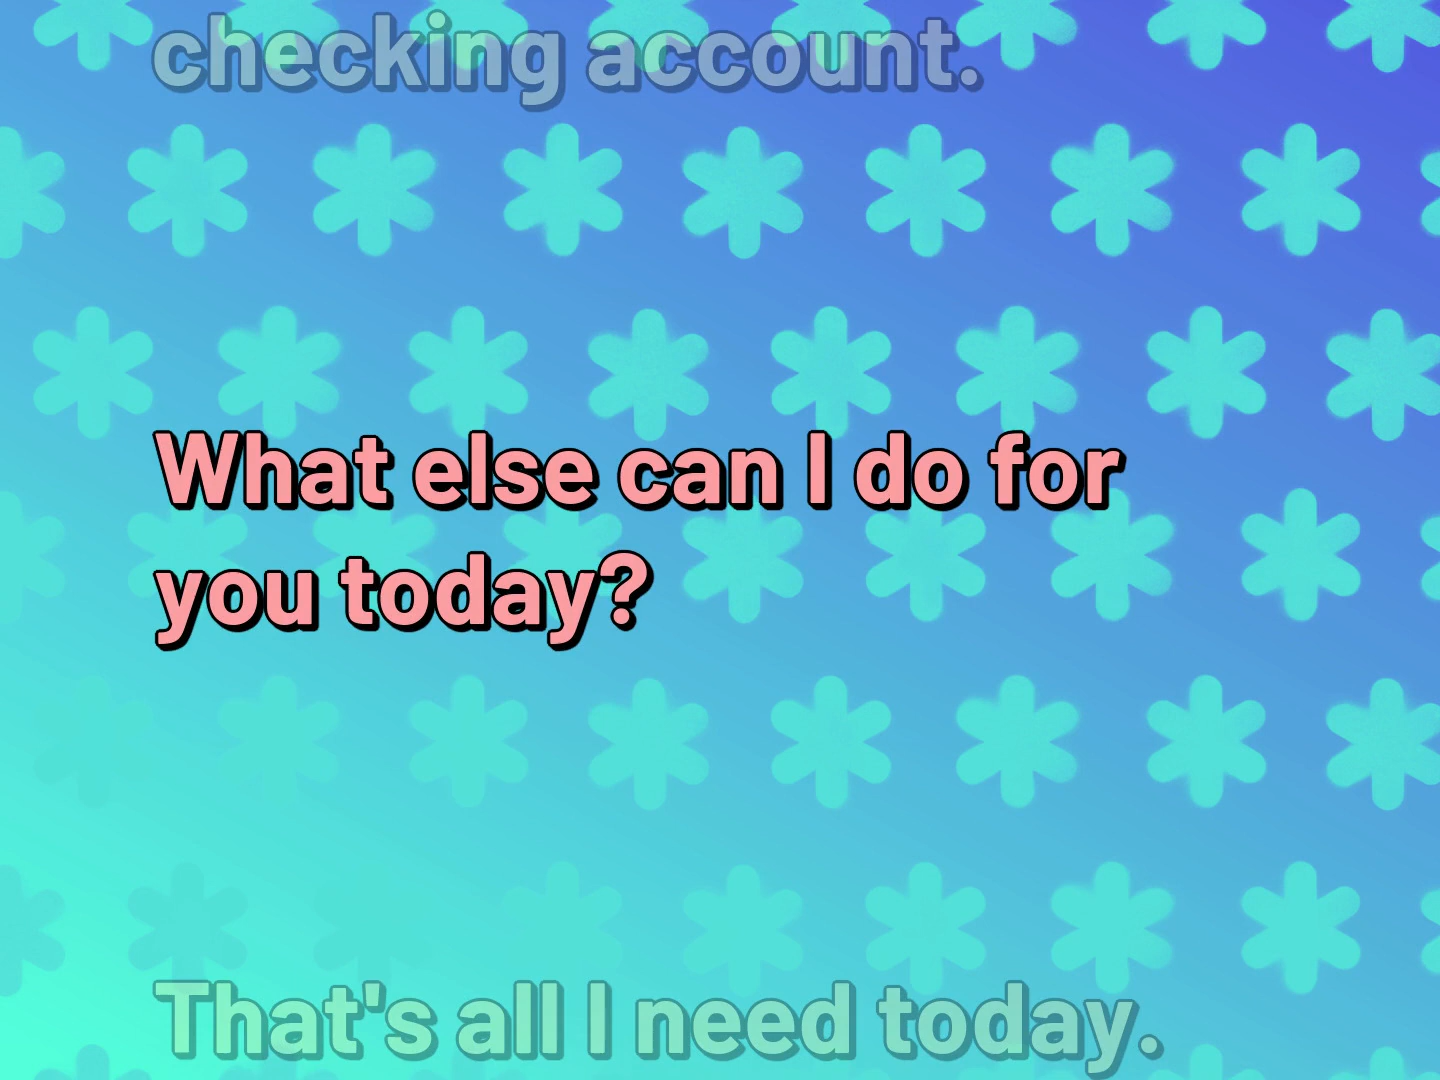 checking account.
What else can I do for
you today?
That's all I need today.